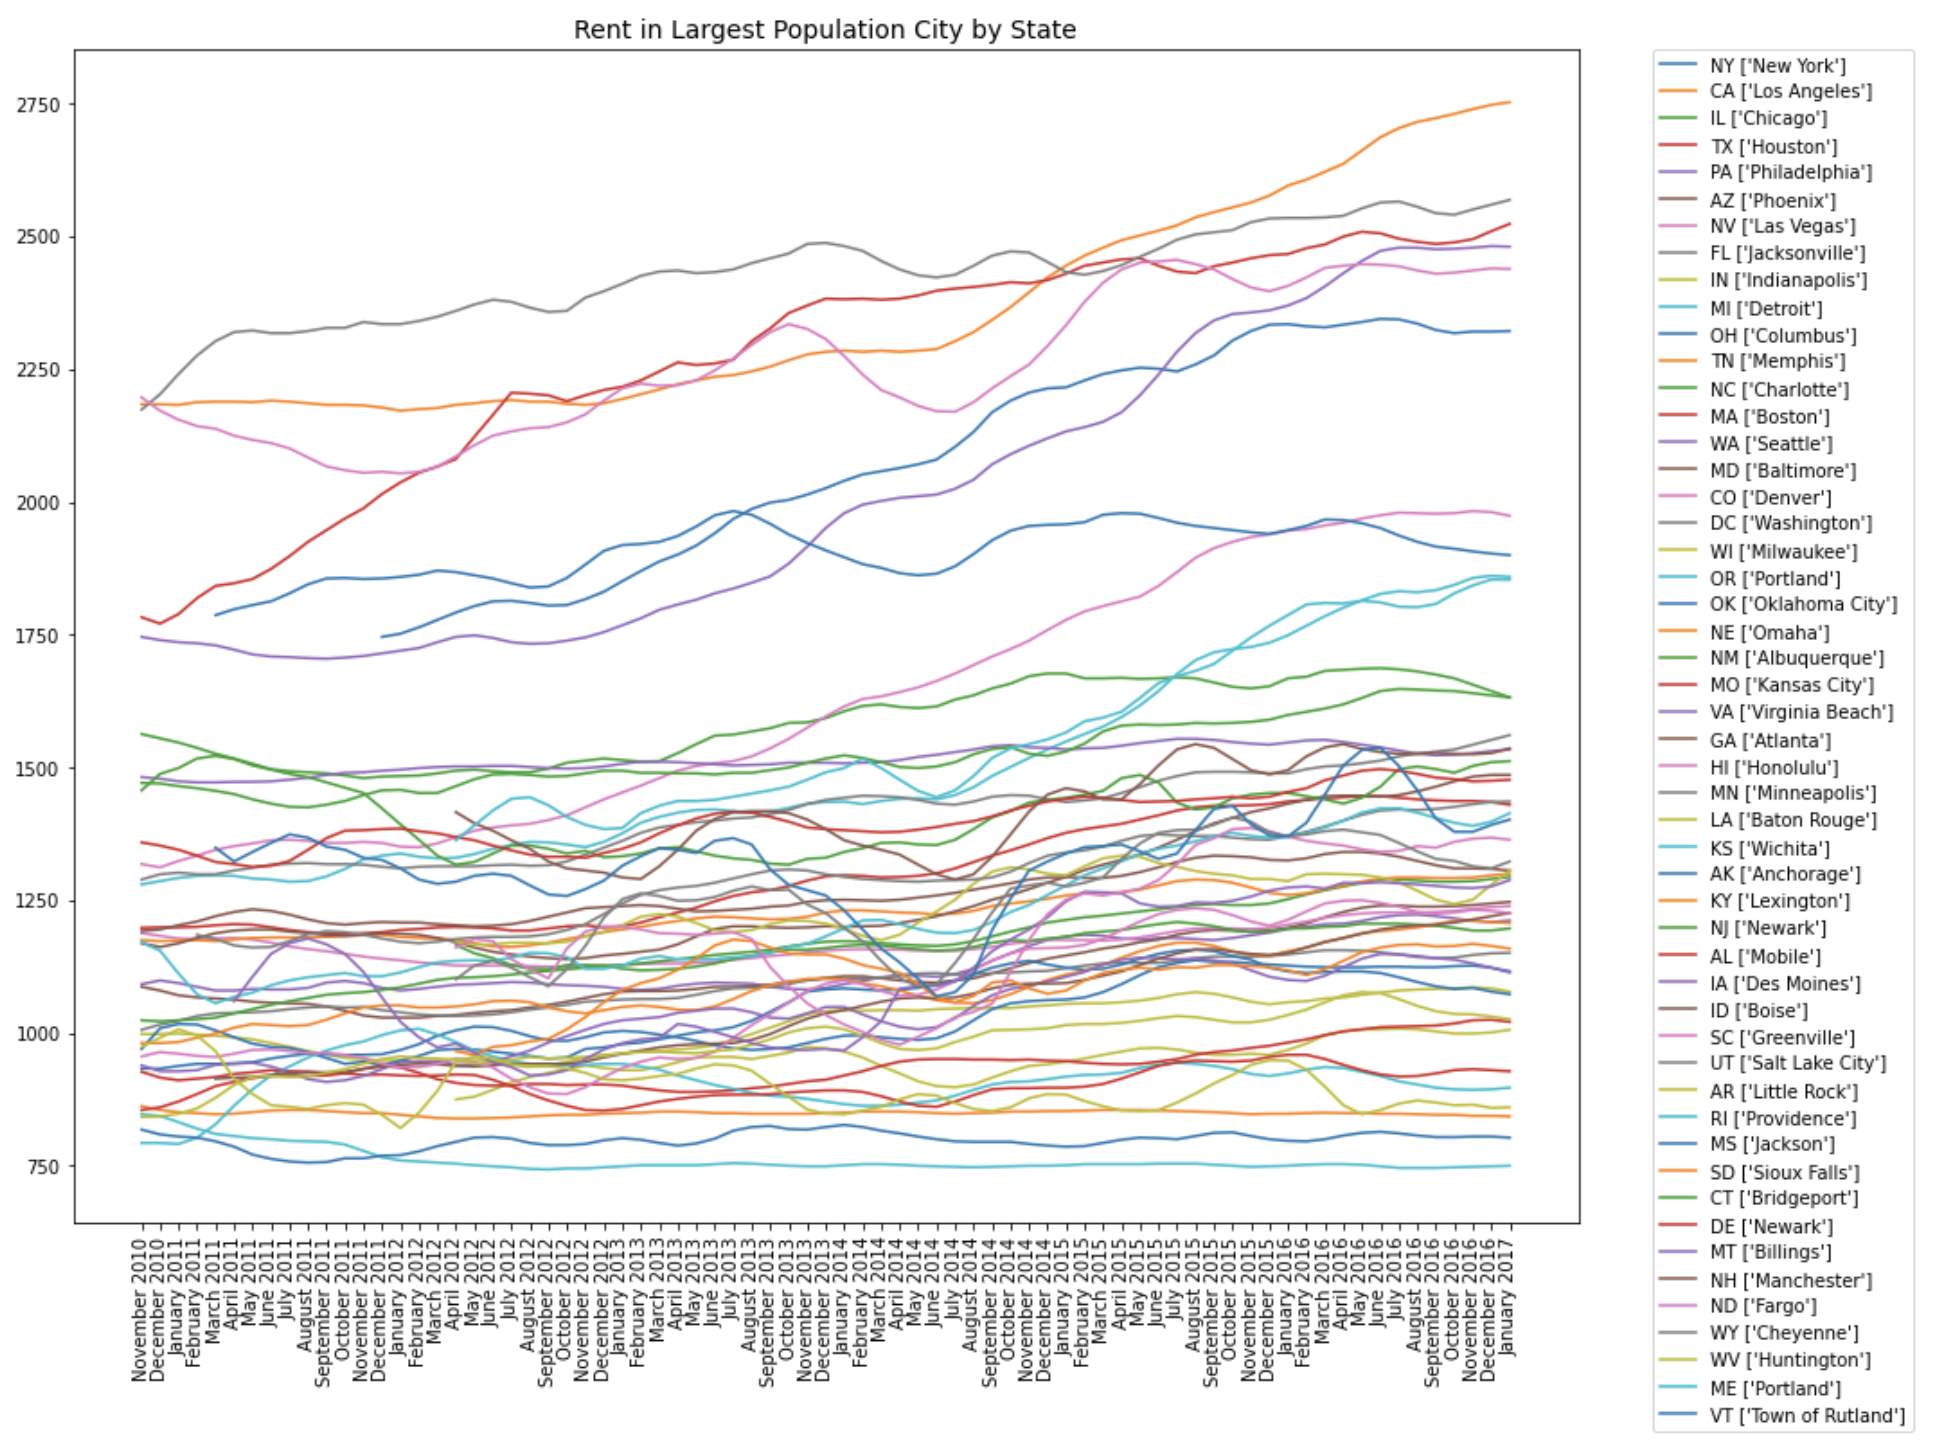 Rent in Largest Population City by State
2750
2500
2250
2000
1750
1500
1250
1000
750
November 2010
December 2010
January 2011
February 2011
March 2011
April 2011
May 2011
June 2011
July 2011
August 2011
September 2011
October 2011
November 2011
December 2011
January 2012
February 2012
March 2012
April 2012
May 2012
June 2012
July 2012
August 2012
September 2012
October 2012
November 2012
December 2012
January 2013
February 2013
March 2013
April 2013
May 2013
June 2013
July 2013
August 2013
September 2013
October 2013
November 2013
December 2013
January 2014
February 2014
March 2014
April 2014
May 2014
June 2014
July 2014
August 2014
September 2014
October 2014
November 2014
December 2014
January 2015
February 2015
March 2015
April 2015
May 2015
June 2015
July 2015
August 2015
September 2015
October 2015
November 2015
December 2015
January 2016
February 2016
March 2016
April 2016
May 2016
June 2016
July 2016
August 2016
September 2016
October 2016
November 2016
December 2016
January 2017
NY ['New York']
CA ['Los Angeles']
IL ['Chicago']
TX ['Houston']
PA ['Philadelphia']
AZ ['Phoenix']
NV ['Las Vegas']
FL ['Jacksonville']
IN ['Indianapolis']
MI ['Detroit']
OH ['Columbus']
TN ['Memphis']
NC ['Charlotte']
MA ['Boston']
WA ['Seattle']
MD ['Baltimore']
CO ['Denver']
DC ['Washington']
WI ['Milwaukee']
OR ['Portland']
OK ['Oklahoma City']
NE ['Omaha']
NM ['Albuquerque']
MO ['Kansas City']
VA ['Virginia Beach']
GA ['Atlanta']
HI ['Honolulu']
MN ['Minneapolis']
LA ['Baton Rouge']
KS ['Wichita']
AK ['Anchorage']
KY ['Lexington']
NJ ['Newark']
AL ['Mobile']
IA ['Des Moines']
ID ['Boise']
SC ['Greenville']
UT ['Salt Lake City']
AR ['Little Rock']
RI ['Providence']
MS ['Jackson']
SD ['Sioux Falls']
CT ['Bridgeport']
DE ['Newark']
MT ['Billings']
NH ['Manchester']
ND ['Fargo']
WY ['Cheyenne']
WV ['Huntington']
ME ['Portland']
VT ['Town of Rutland']